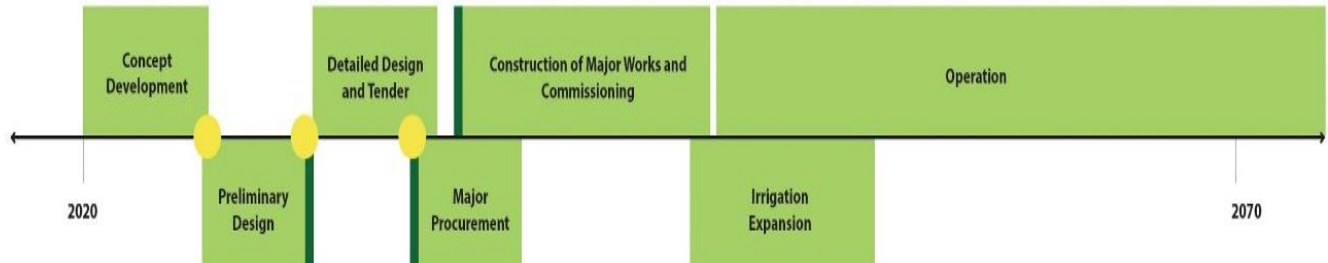 Concept
Development
Detailed Design
and Tender
Construction of Major Works and
Commissioning
Operation
2020
Preliminary
Design
Major
Procurement
Irrigation
Expansion
2070